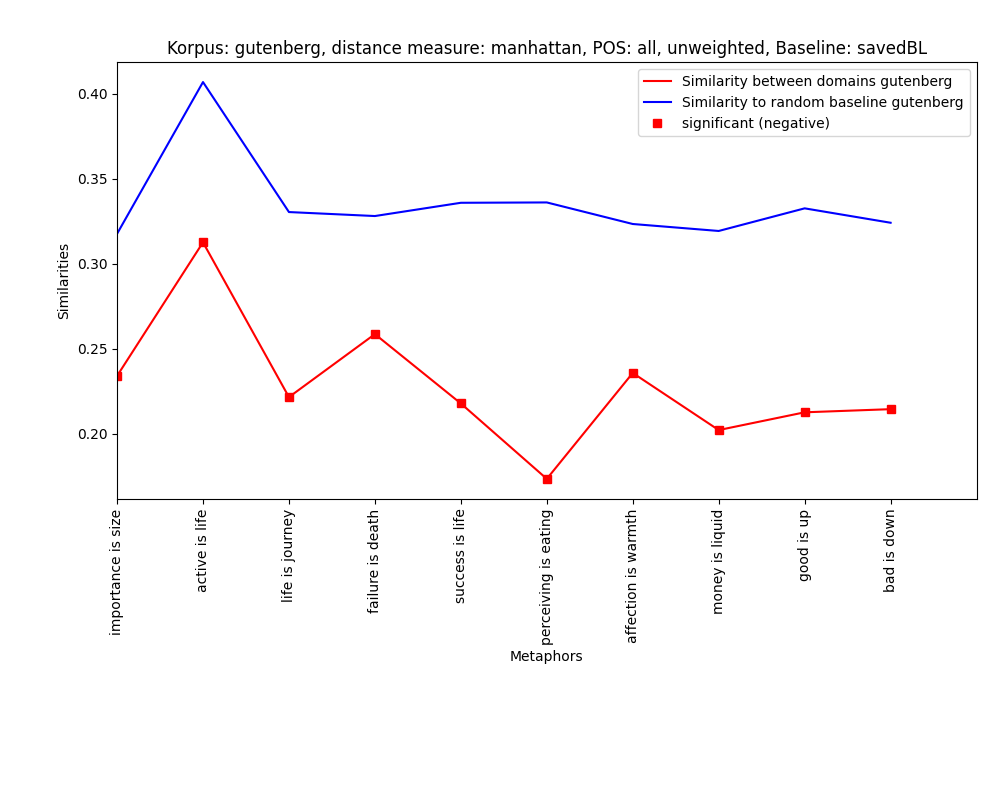 Korpus: gutenberg, distance measure: manhattan, POS: all, unweighted, Baseline: savedBL
Similarity between domains gutenberg
Similarity to random baseline gutenberg
significant (negative)
0.40
0.35
0.30
0.25
0.20
Similarities
importance is size
active is life
life is journey
failure is death
success is life
perceiving is eating
affection is warmth
money is liquid
good is up
bad is down
Metaphors